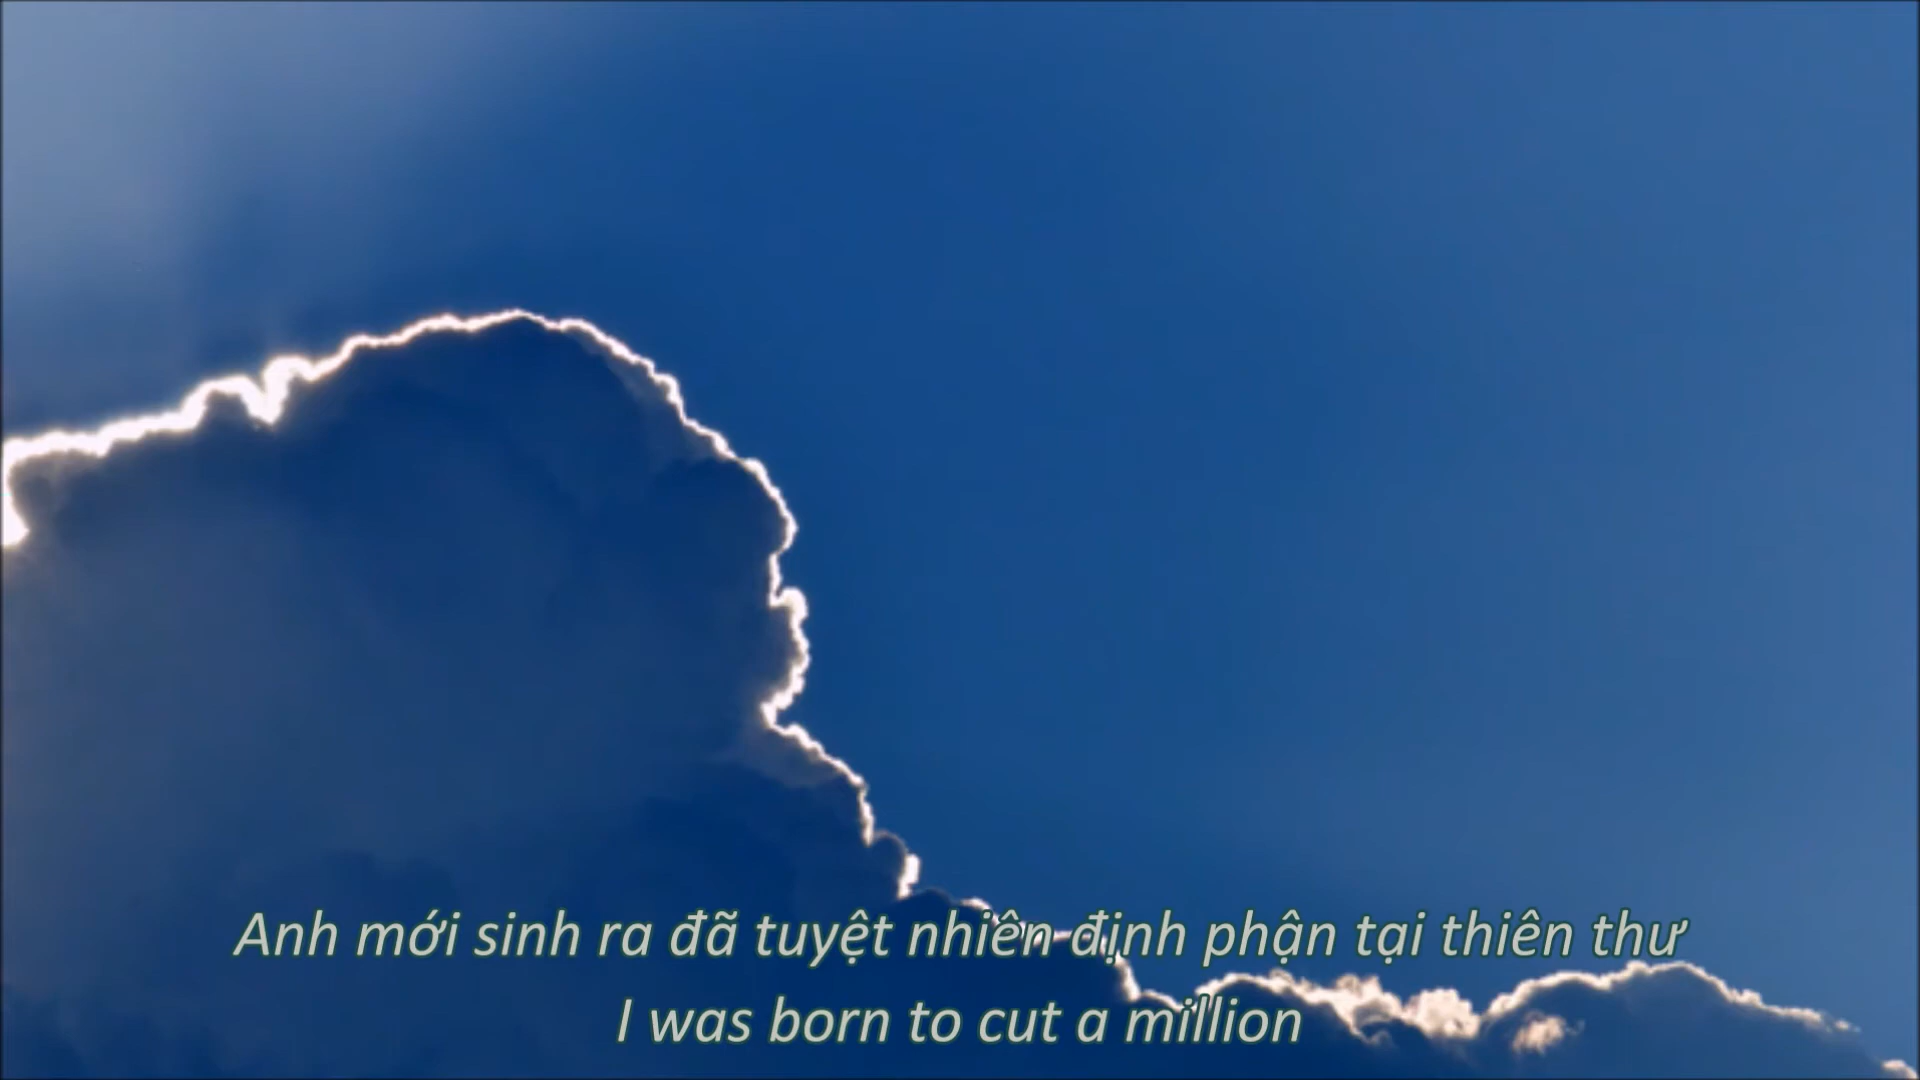 Anh mới sinh ra đã tuyệt nhiên định phận tại thiên thư
I was born to cut a million